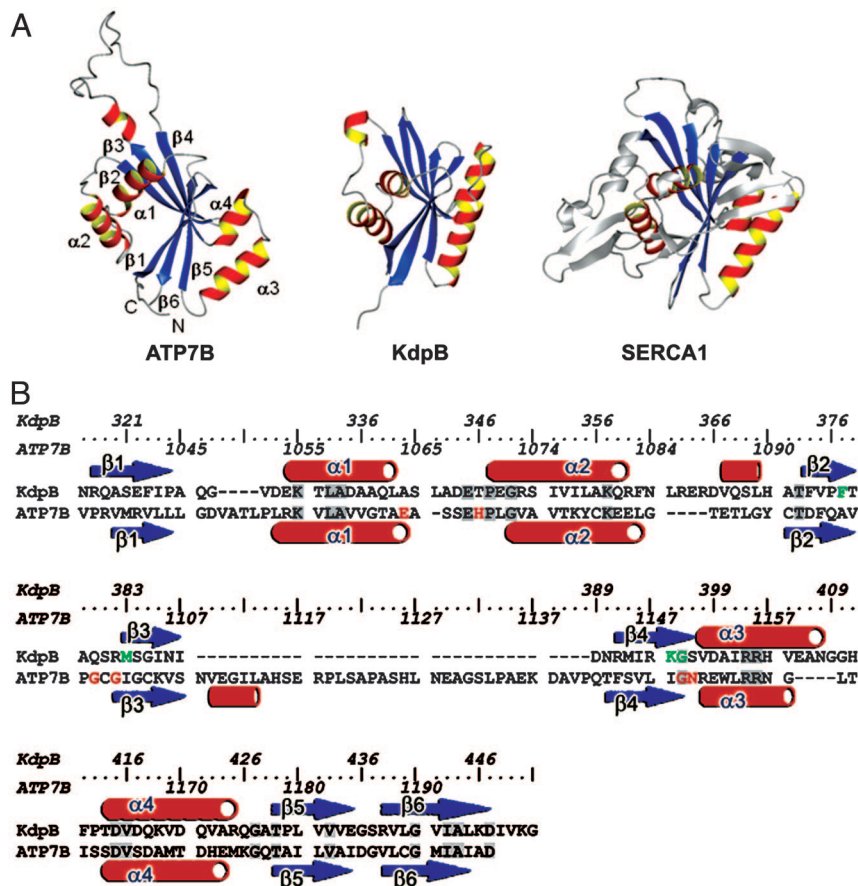 A
β3
β4
β2
α1
α4
α2
β1
β5
α3
C
β6
N
ATP7B
KdpB
SERCA1
B
KdpB 321 336 346 356 366 376
ATP7B 1045 1055 1065 1074 1084 1090
β1 α1 α2 β2
KdpB NRQASEFIPA QG----VDEK TLADAAQLAS LADETPEGRS IVILAKQRFN LRERDVQSLH ATFVPFT
ATP7B VPRVMRVLLL GDVATLPLRK VLAVVGTAEA -SSEHPLGVA VTKYCKEELG ---TETLGYC TDFQAV
β1 α1 α2 β2
KdpB 383 389 399 409
ATP7B 1107 1117 1127 1137 1147 1157
β3 β4 α3
KdpB AQSRMSGINI ---------- ---------- ---------- ----DNRMIR KGSVDAIRRH VEANGGH
ATP7B PGCGIGCKVS NVEGILAHSE RPLSAPASHL NEAGSLPAEK DAVPQTFSVL IGNREWLRRN G----LT
β3 β4 α3
KdpB 416 426 436 446
ATP7B 1170 1180 1190
α4 β5 β6
KdpB FPTDVDQKVD QVARQGATPL VVVEGSRVLG VIALKDIVKG
ATP7B ISSDVSDAMT DHEMKGQTAIL VAIDGVLCG MIAIAD
α4 β5 β6